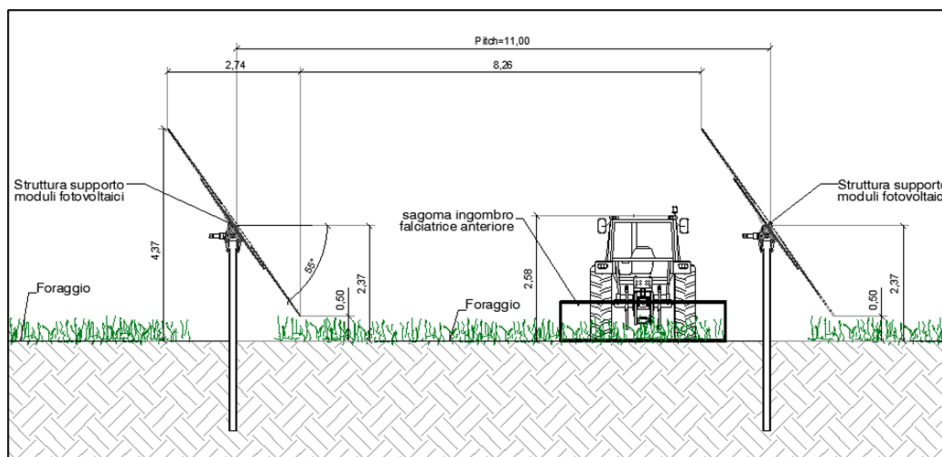 Pitch=11,00
2,74
8,26
Struttura supporto
moduli fotovoltaici
sagoma ingombro
falciatrice anteriore
Struttura supporto
moduli fotovoltaici
4,37
55°
2,37
0,50
2,58
2,37
0,50
Foraggio
Foraggio